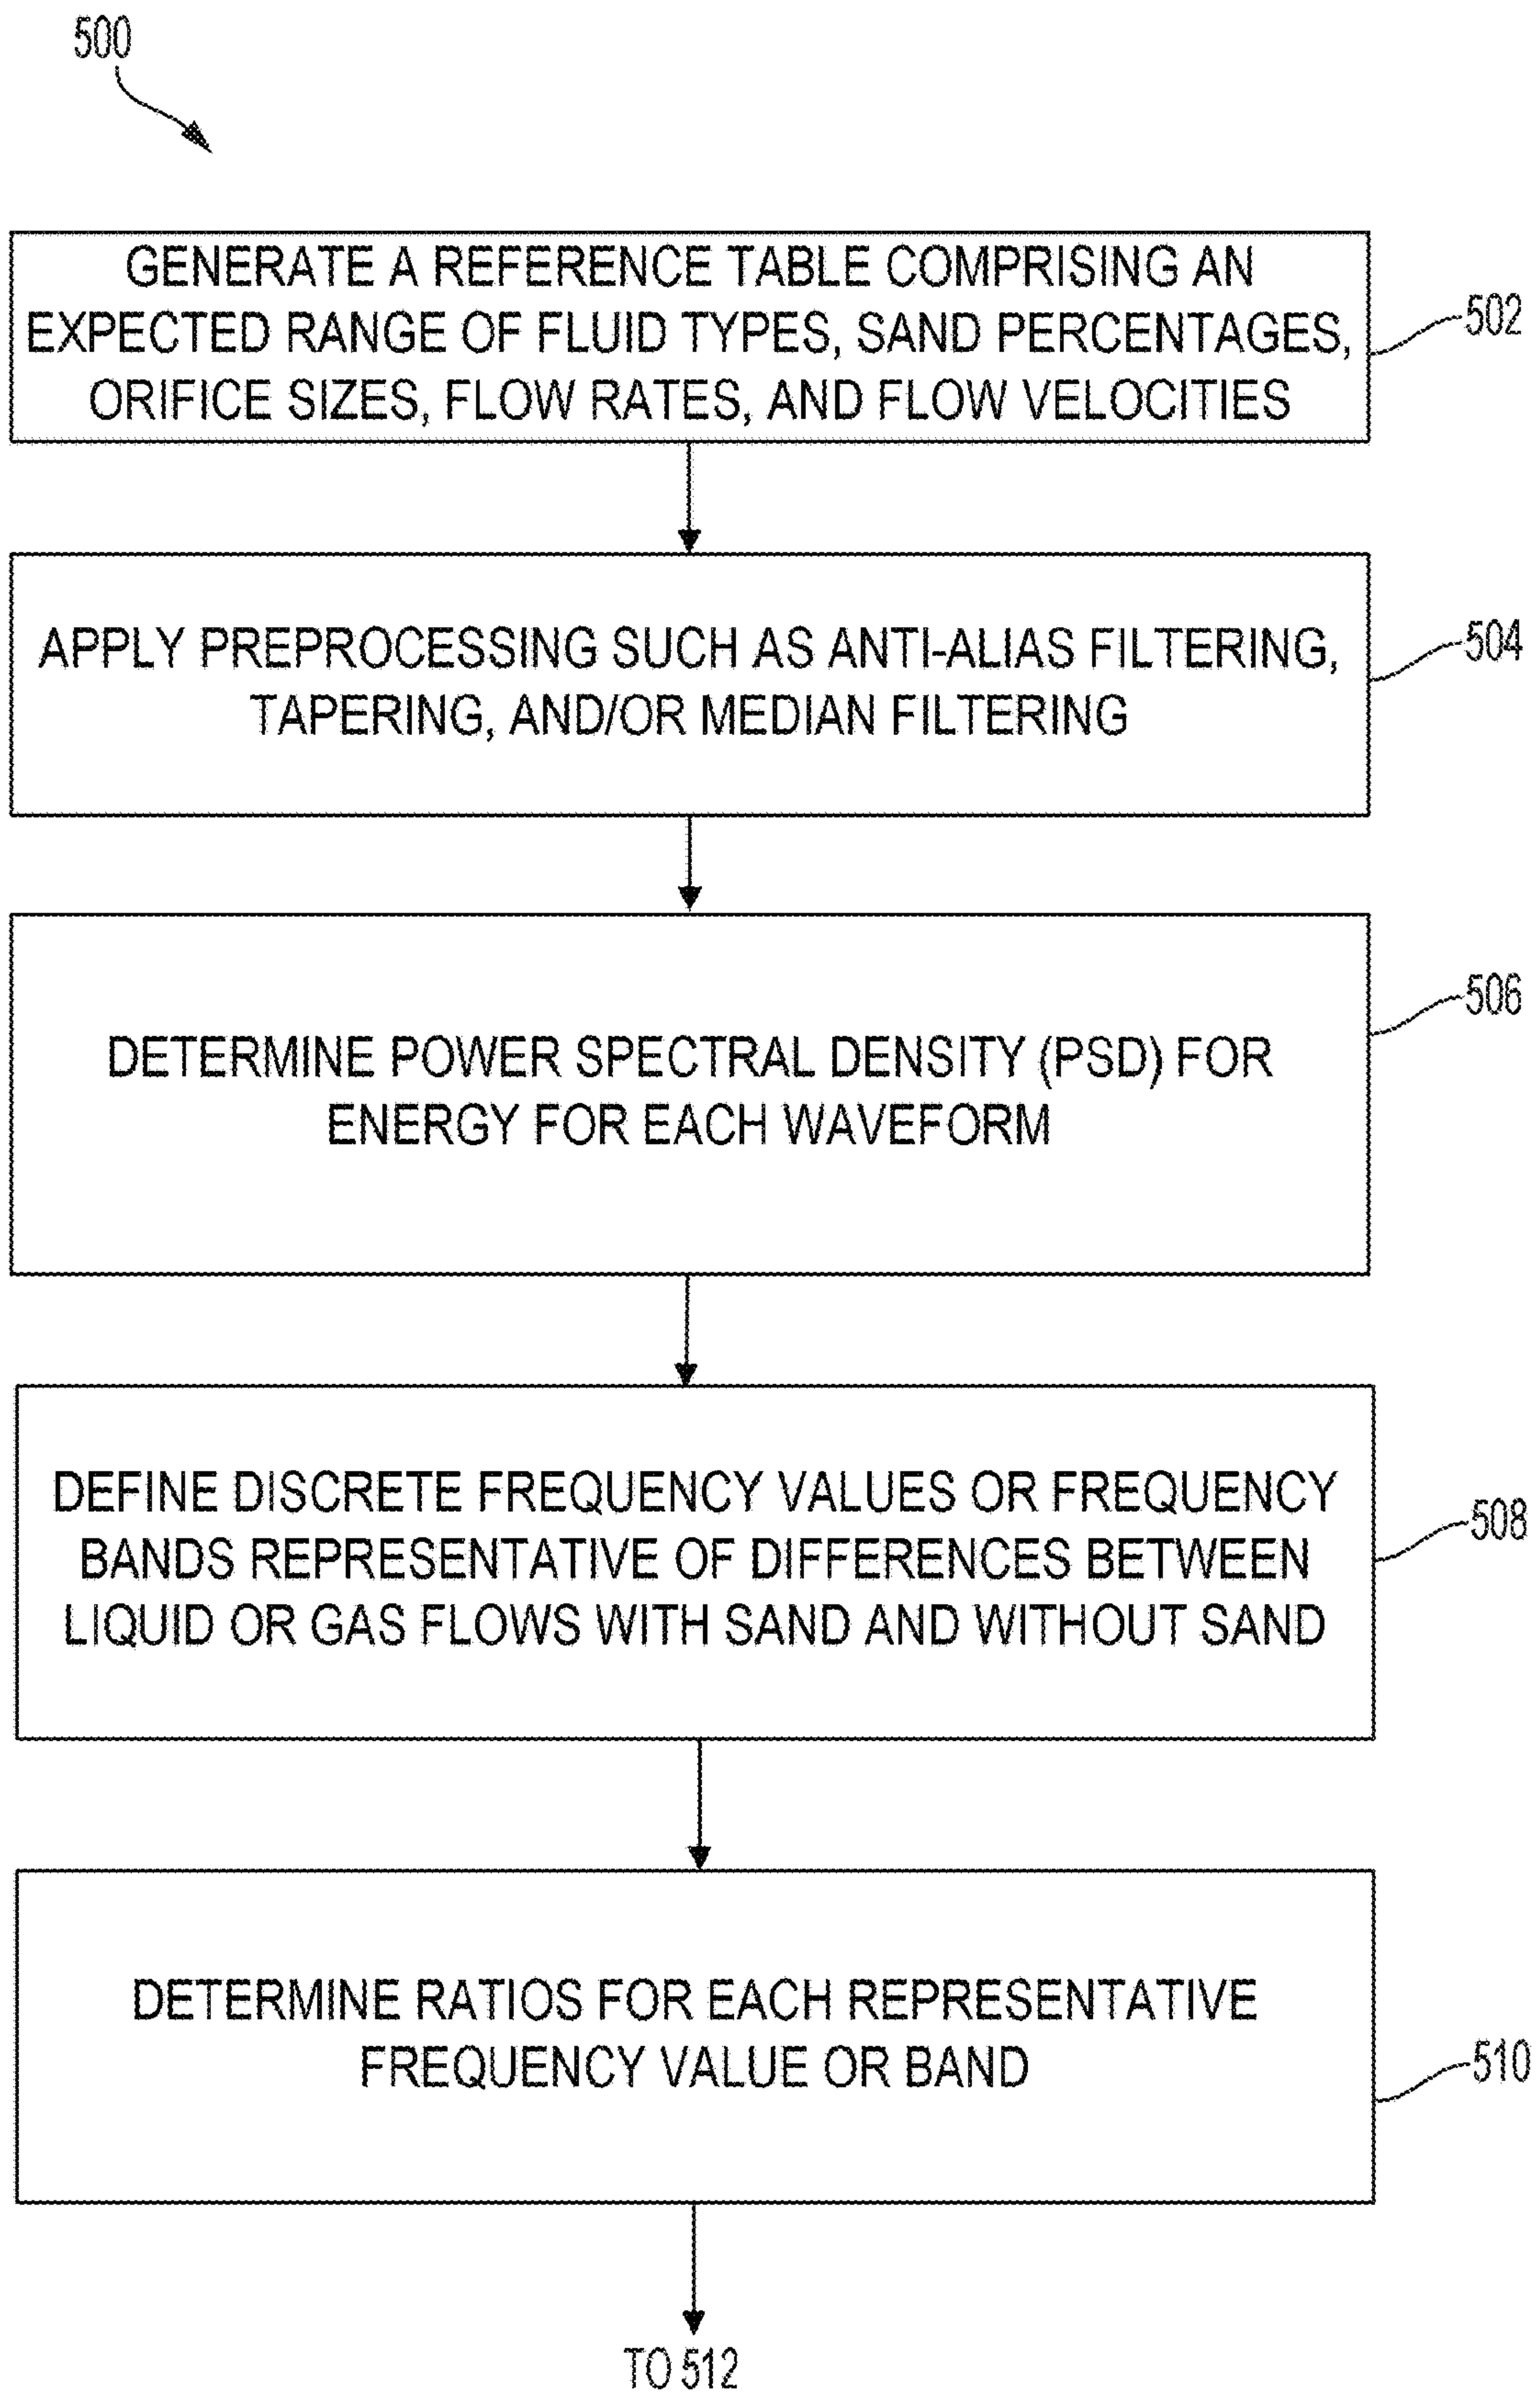 500
GENERATE A REFERENCE TABLE COMPRISING AN
EXPECTED RANGE OF FLUID TYPES, SAND PERCENTAGES,
ORIFICE SIZES, FLOW RATES, AND FLOW VELOCITIES
502
APPLY PREPROCESSING SUCH AS ANTI-ALIAS FILTERING,
TAPERING, AND/OR MEDIAN FILTERING
504
DETERMINE POWER SPECTRAL DENSITY (PSD) FOR
ENERGY FOR EACH WAVEFORM
506
DEFINE DISCRETE FREQUENCY VALUES OR FREQUENCY
BANDS REPRESENTATIVE OF DIFFERENCES BETWEEN
LIQUID OR GAS FLOWS WITH SAND AND WITHOUT SAND
508
DETERMINE RATIOS FOR EACH REPRESENTATIVE
FREQUENCY VALUE OR BAND
510
TO 512